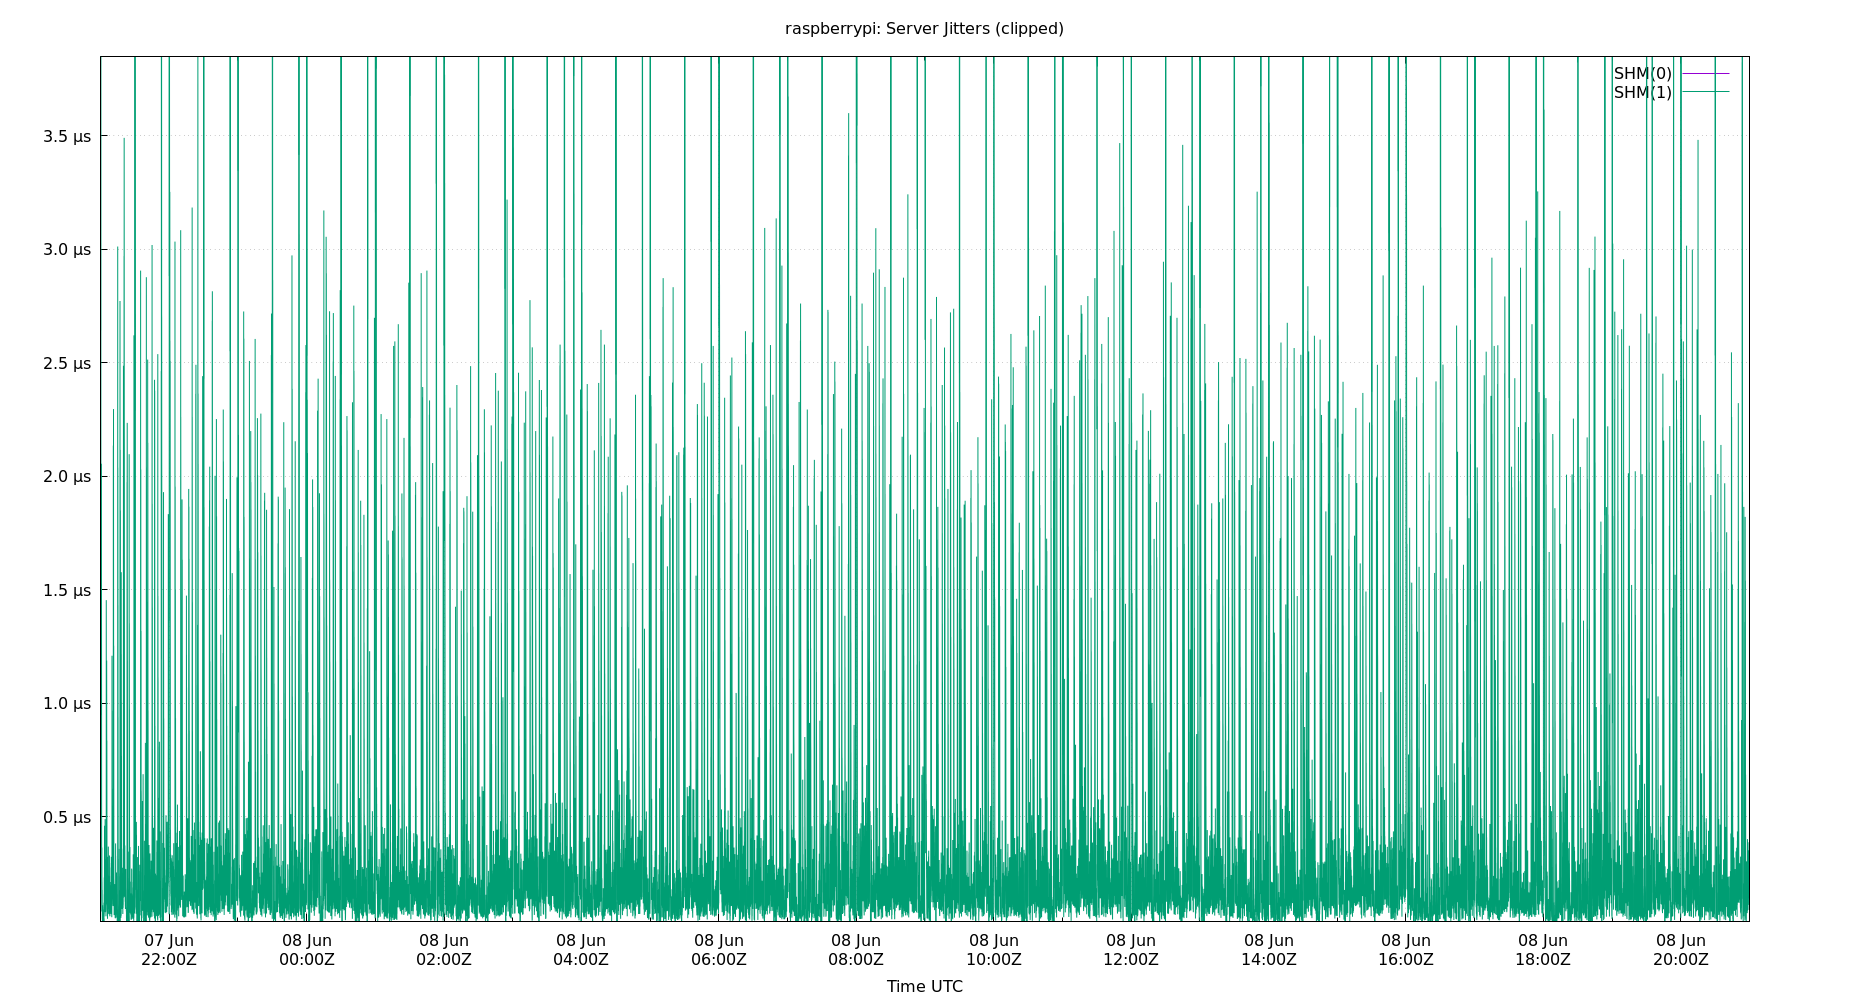 raspberrypi: Server Jitters (clipped)
SHM(0)
SHM(1)
3.5 µs
3.0 µs
2.5 µs
2.0 µs
1.5 µs
1.0 µs
0.5 µs
07 Jun 08 Jun 08 Jun 08 Jun 08 Jun 08 Jun 08 Jun 08 Jun 08 Jun 08 Jun 08 Jun 08 Jun
22:00Z 00:00Z 02:00Z 04:00Z 06:00Z 08:00Z 10:00Z 12:00Z 14:00Z 16:00Z 18:00Z 20:00Z
Time UTC